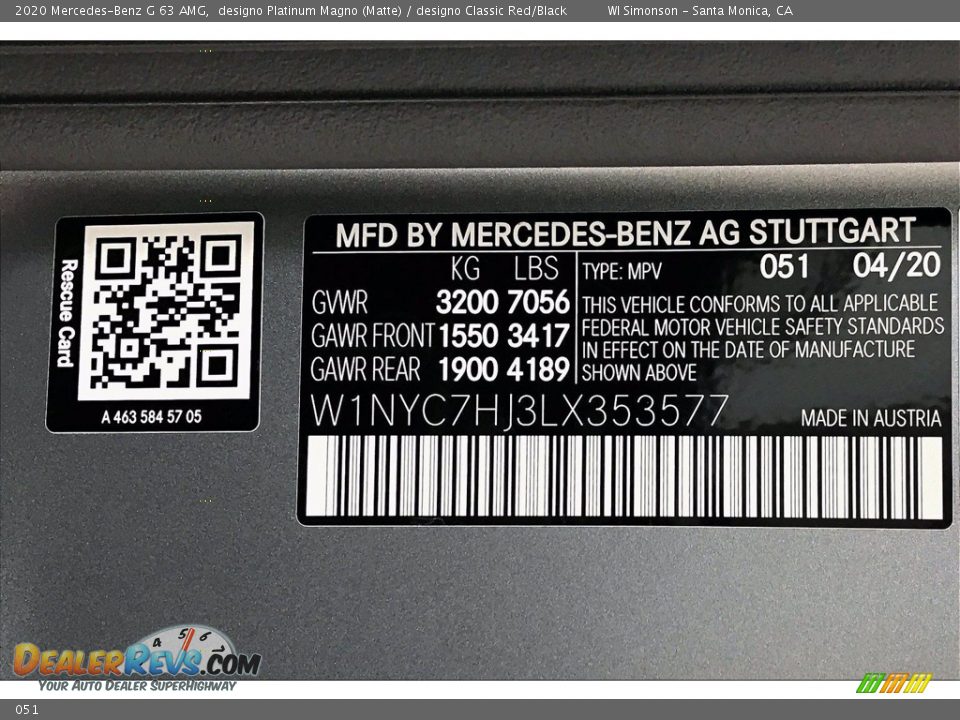 2020 Mercedes-Benz G 63 AMG,  designo Platinum Magno (Matte) / designo Classic Red/Black  WI Simonson - Santa Monica, CA
Rescue Card
A 463 584 57 05
MFD BY MERCEDES-BENZ AG STUTTGART
KG LBS
GVWR 3200 7056
GAWR FRONT 1550 3417
GAWR REAR 1900 4189
TYPE: MPV 051 04/20
THIS VEHICLE CONFORMS TO ALL APPLICABLE
FEDERAL MOTOR VEHICLE SAFETY STANDARDS
IN EFFECT ON THE DATE OF MANUFACTURE
SHOWN ABOVE
W1NYC7HJ3LX353577 MADE IN AUSTRIA
4 5 6 7
DEALERREVS.COM
YOUR AUTO DEALER SUPERHIGHWAY
051